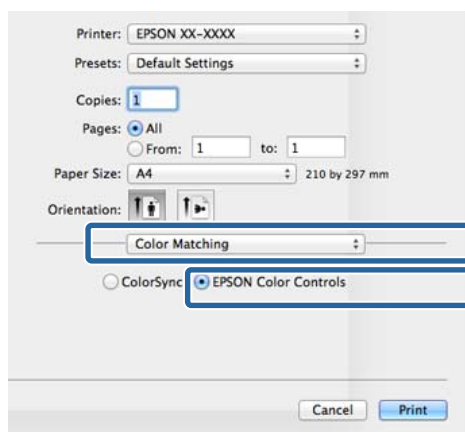 Printer: EPSON XX-XXXX
Presets: Default Settings
Copies: 1
Pages: All
From: 1 to: 1
Paper Size: A4 210 by 297 mm
Orientation:
Color Matching
ColorSync EPSON Color Controls
Cancel Print